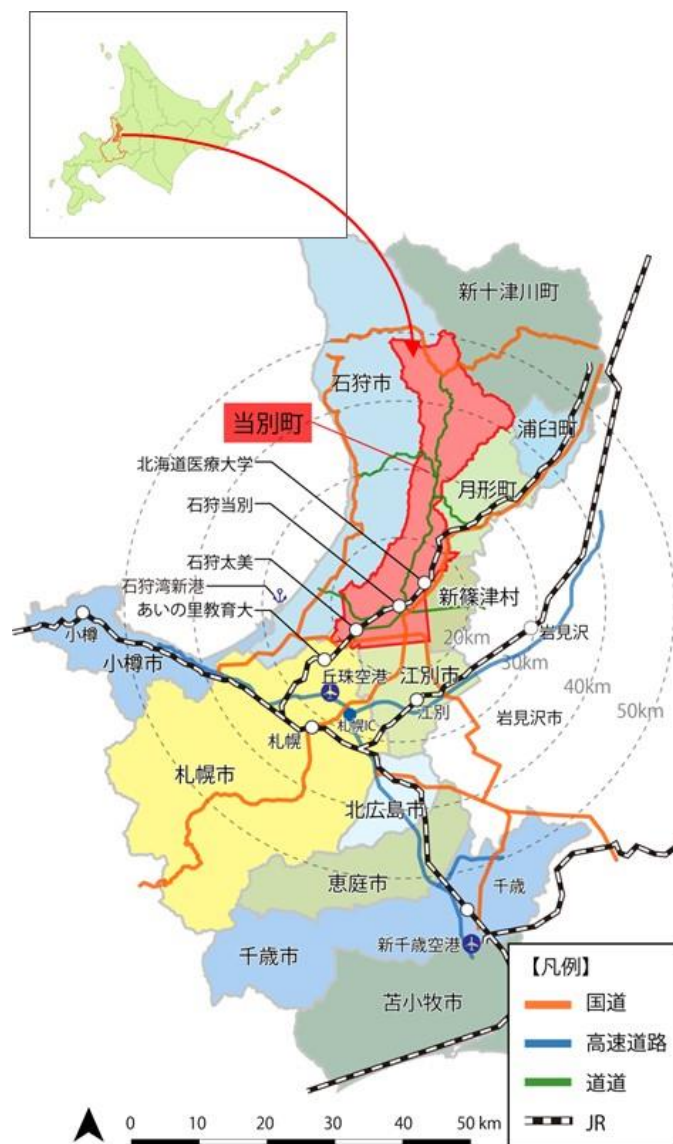 新十津川町
石狩市
当別町
浦臼町
北海道医療大学
月形町
石狩当別
石狩太美
石狩湾新港
新篠津村
あいの里教育大
小樽
20km
岩見沢
小樽市
30km
丘珠空港
江別市
40km
江別
50km
札幌IC
岩見沢市
札幌
札幌市
北広島市
恵庭市
千歳
千歳市
新千歳空港
苫小牧市
【凡例】
国道
高速道路
道道
JR
0 10 20 30 40 50 km